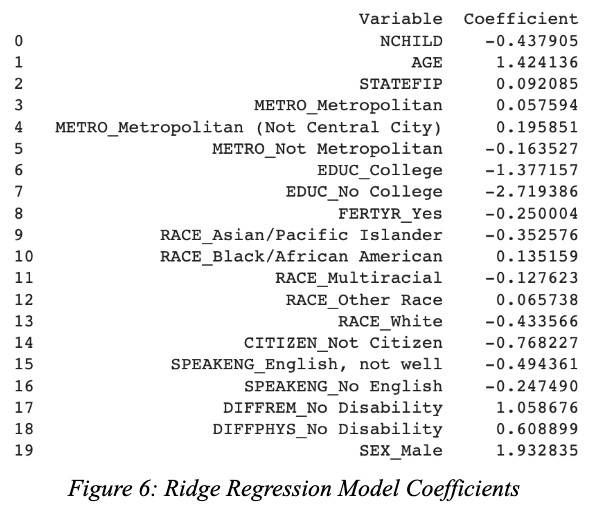 Variable Coefficient
0 NCHILD -0.437905
1 AGE 1.424136
2 STATEFIP 0.092085
3 METRO_Metropolitan 0.057594
4 METRO_Metropolitan (Not Central City) 0.195851
5 METRO_Not Metropolitan -0.163527
6 EDUC_College -1.377157
7 EDUC_No College -2.719386
8 FERTYR_Yes -0.250004
9 RACE_Asian/Pacific Islander -0.352576
10 RACE_Black/African American 0.135159
11 RACE_Multiracial -0.127623
12 RACE_Other Race 0.065738
13 RACE_White -0.433566
14 CITIZEN_Not Citizen -0.768227
15 SPEAKENG_English, not well -0.494361
16 SPEAKENG_No English -0.247490
17 DIFFREM_No Disability 1.058676
18 DIFFPHYS_No Disability 0.608899
19 SEX_Male 1.932835
Figure 6: Ridge Regression Model Coefficients